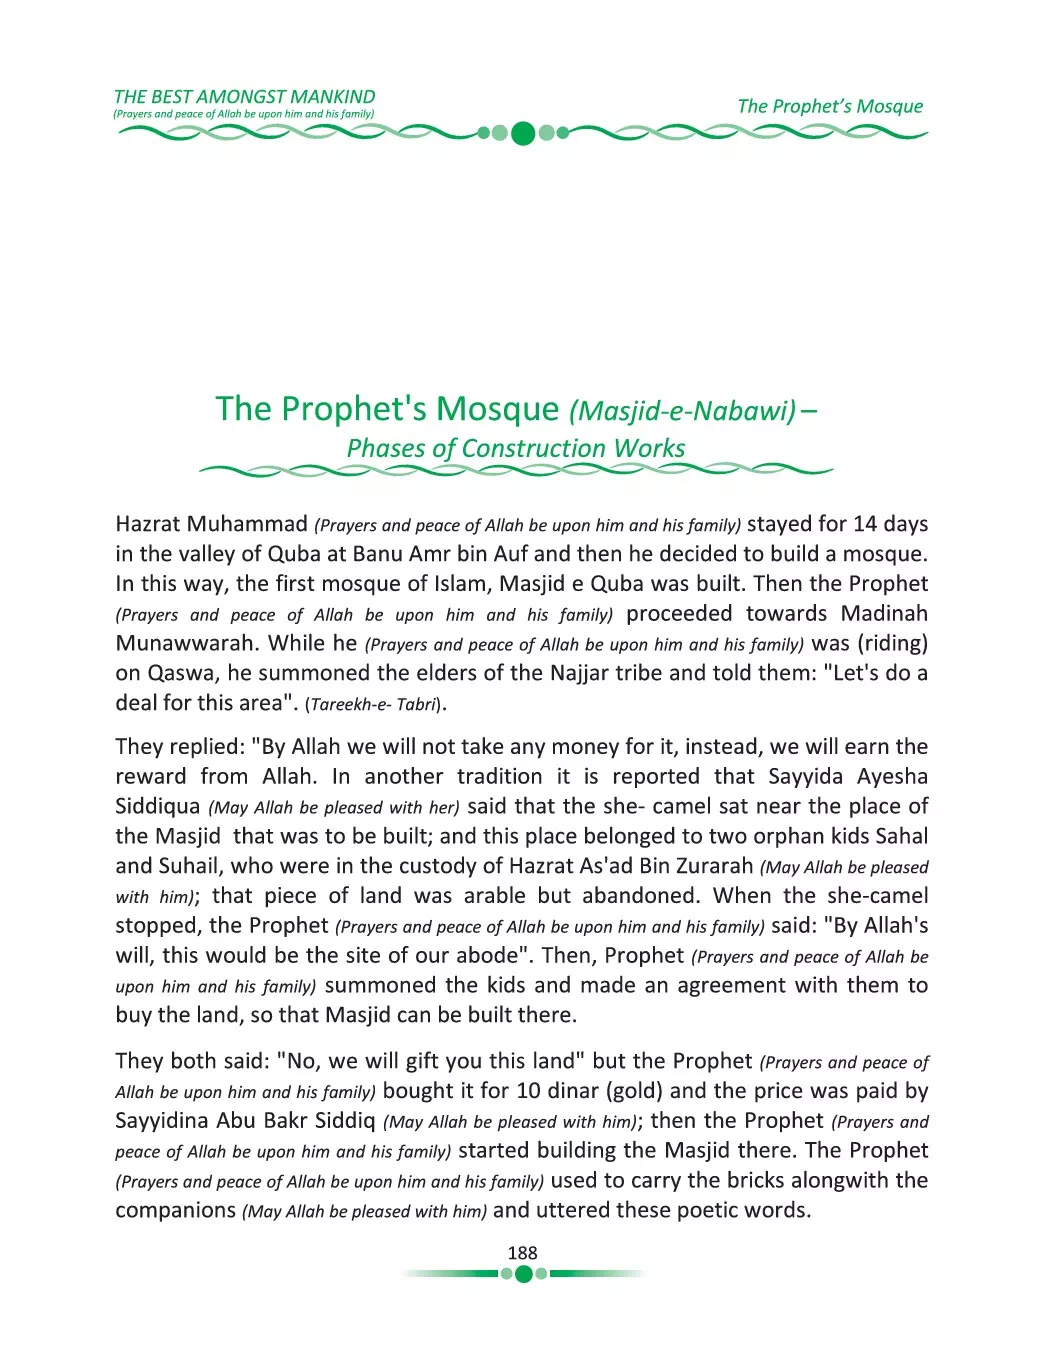 THE BEST AMONGST MANKIND
(Prayers and peace of Allah be upon him and his family)
The Prophet's Mosque
The Prophet's Mosque (Masjid-e-Nabawi) –
Phases of Construction Works
Hazrat Muhammad (Prayers and peace of Allah be upon him and his family) stayed for 14 days
in the valley of Quba at Banu Amr bin Auf and then he decided to build a mosque.
In this way, the first mosque of Islam, Masjid e Quba was built. Then the Prophet
(Prayers and peace of Allah be upon him and his family) proceeded towards Madinah
Munawwarah. While he (Prayers and peace of Allah be upon him and his family) was (riding)
on Qaswa, he summoned the elders of the Najjar tribe and told them: "Let's do a
deal for this area". (Tareekh-e- Tabri).
They replied: "By Allah we will not take any money for it, instead, we will earn the
reward from Allah. In another tradition it is reported that Sayyida Ayesha
Siddiqua (May Allah be pleased with her) said that the she- camel sat near the place of
the Masjid  that was to be built; and this place belonged to two orphan kids Sahal
and Suhail, who were in the custody of Hazrat As'ad Bin Zurarah (May Allah be pleased
with him); that piece of land was arable but abandoned. When the she-camel
stopped, the Prophet (Prayers and peace of Allah be upon him and his family) said: "By Allah's
will, this would be the site of our abode". Then, Prophet (Prayers and peace of Allah be
upon him and his family) summoned the kids and made an agreement with them to
buy the land, so that Masjid can be built there.
They both said: "No, we will gift you this land" but the Prophet (Prayers and peace of
Allah be upon him and his family) bought it for 10 dinar (gold) and the price was paid by
Sayyidina Abu Bakr Siddiq (May Allah be pleased with him); then the Prophet (Prayers and
peace of Allah be upon him and his family) started building the Masjid there. The Prophet
(Prayers and peace of Allah be upon him and his family) used to carry the bricks alongwith the
companions (May Allah be pleased with him) and uttered these poetic words.
188